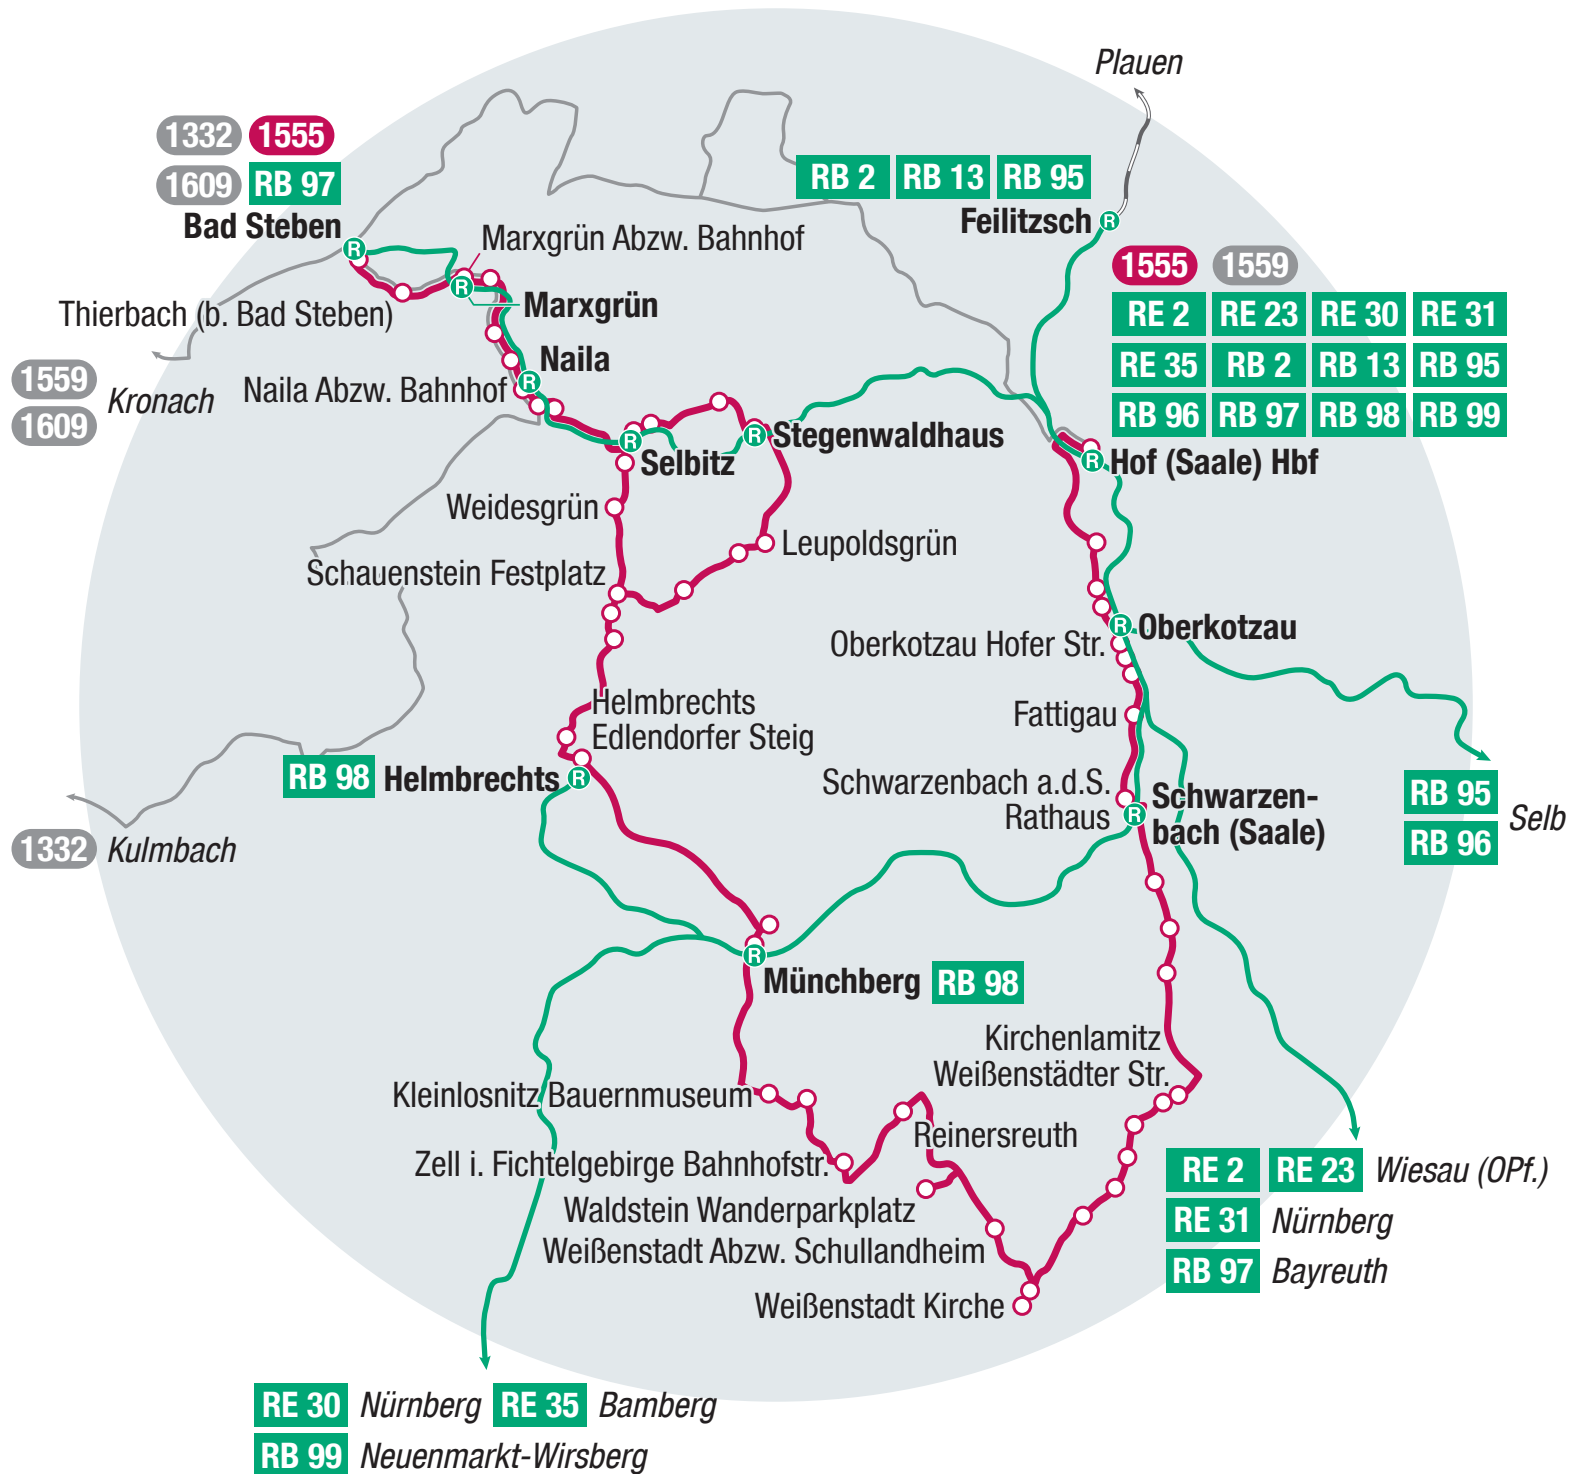 Plauen
1332 1555
1609 RB 97
Bad Steben
RB 2 RB 13 RB 95
Feilitzsch
Marxgrün Abzw. Bahnhof
1555 1559
RE 2 RE 23 RE 30 RE 31
RE 35 RB 2 RB 13 RB 95
RB 96 RB 97 RB 98 RB 99
Hof (Saale) Hbf
Thierbach (b. Bad Steben)
Marxgrün
Naila
1559
1609
Kronach
Naila Abzw. Bahnhof
Selbitz
Stegenwaldhaus
Weidesgrün
Leupoldsgrün
Schauenstein Festplatz
Oberkotzau
Oberkotzau Hofer Str.
Helmbrechts
Edlendorfer Steig
Fattigau
RB 98 Helmbrechts
Schwarzenbach a.d.S.
Rathaus
Schwarzen-
bach (Saale)
RB 95
RB 96
Selb
1332 Kulmbach
Münchberg RB 98
Kirchenlamitz
Weißenstädter Str.
Kleinlosnitz Bauernmuseum
Reinersreuth
Zell i. Fichtelgebirge Bahnhofstr.
Waldstein Wanderparkplatz
Weißenstadt Abzw. Schullandheim
Weißenstadt Kirche
RE 2 RE 23 Wiesau (OPf.)
RE 31 Nürnberg
RB 97 Bayreuth
RE 30 Nürnberg RE 35 Bamberg
RB 99 Neuenmarkt-Wirsberg
R
R
R
R
R
R
R
R
R
R
R